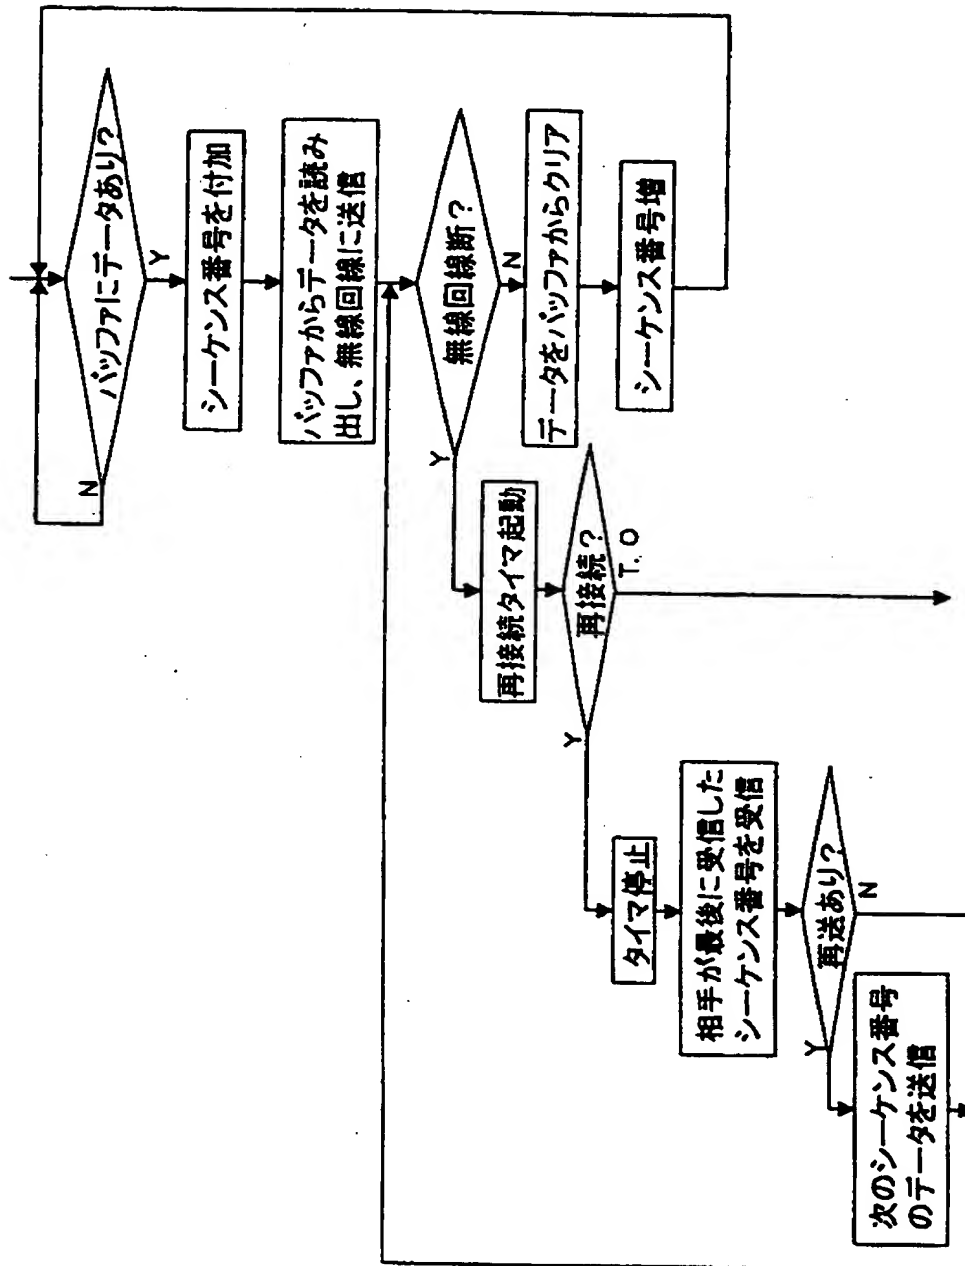 バッファにデータあり?
N
Y
シーケンス番号を付加
バッファからデータを読み
出し、無線回線に送信
無線回線断?
Y
N
データをバッファからクリア
シーケンス番号増
再接続タイマ起動
再接続?
Y
T. O
タイマ停止
相手が最後に受信した
シーケンス番号を受信
再送あり?
Y
N
次のシーケンス番号
のデータを送信